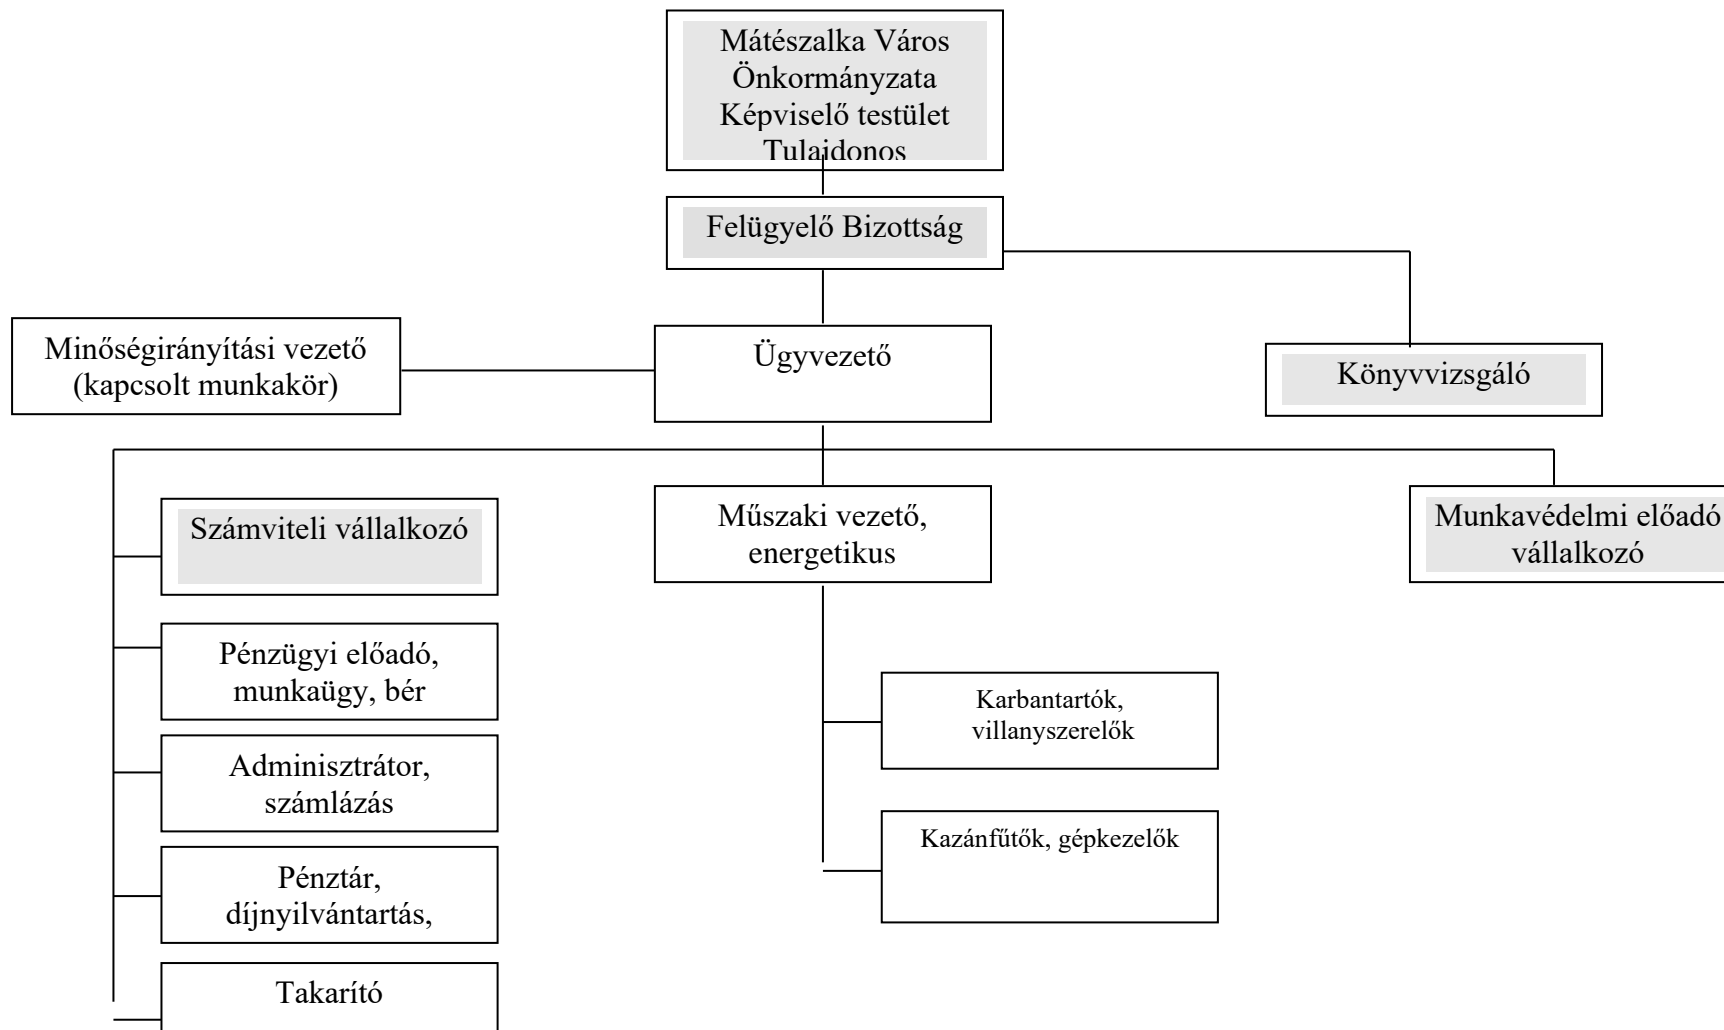 Mátészalka Város
Önkormányzata
Képviselő testület
Tulajdonos
Felügyelő Bizottság
Minőségirányítási vezető
(kapcsolt munkakör)
Ügyvezető
Könyvvizsgáló
Számviteli vállalkozó
Műszaki vezető,
energetikus
Munkavédelmi előadó
vállalkozó
Pénzügyi előadó,
munkaügy, bér
Karbantartók,
villanyszerelők
Adminisztrátor,
számlázás
Kazánfűtők, gépkezelők
Pénztár,
díjnyilvántartás,
Takarító